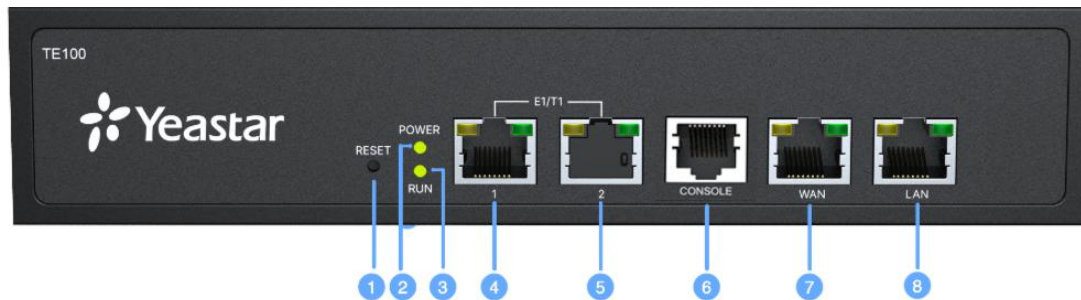 TE100
Yeastar
E1/T1
POWER
RESET
RUN
1
2
CONSOLE
WAN
LAN
1
2
3
4
5
6
7
8